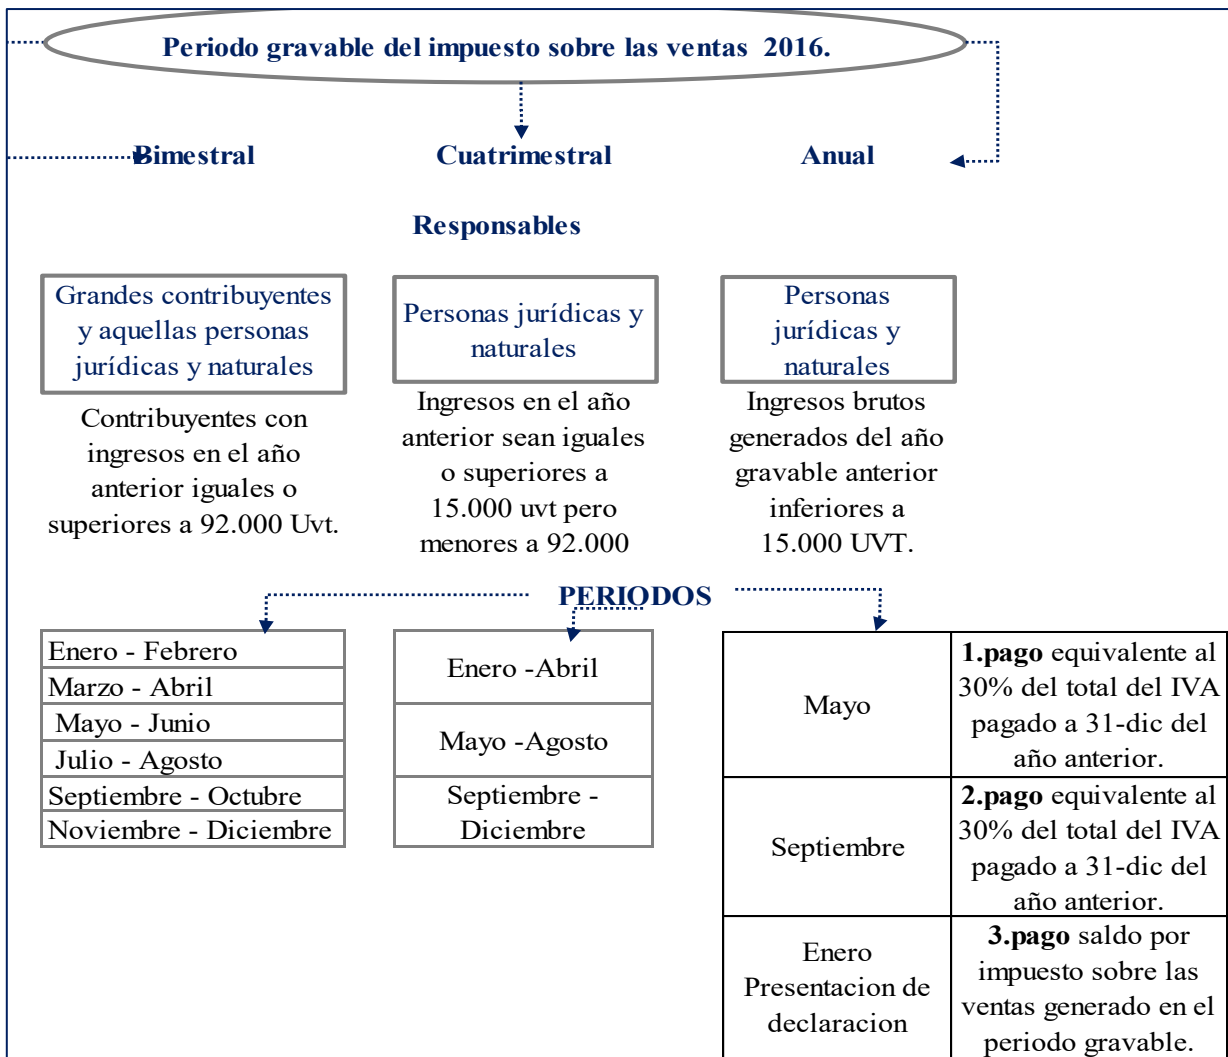 Periodo gravable del impuesto sobre las ventas 2016.
Bimestral
Cuatrimestral
Anual
Responsables
Grandes contribuyentes
y aquellas personas
jurídicas y naturales
Contribuyentes con
ingresos en el año
anterior iguales o
superiores a 92.000 Uvt.
Personas jurídicas y
naturales
Ingresos en el año
anterior sean iguales
o superiores a
15.000 uvt pero
menores a 92.000
Personas
jurídicas y
naturales
Ingresos brutos
generados del año
gravable anterior
inferiores a
15.000 UVT.
PERIODOS
Enero - Febrero
Marzo - Abril
Mayo - Junio
Julio - Agosto
Septiembre - Octubre
Noviembre - Diciembre
Enero -Abril
Mayo -Agosto
Septiembre -
Diciembre
Mayo
1.pago equivalente al
30% del total del IVA
pagado a 31-dic del
año anterior.
Septiembre
2.pago equivalente al
30% del total del IVA
pagado a 31-dic del
año anterior.
Enero
Presentacion de
declaracion
3.pago saldo por
impuesto sobre las
ventas generado en el
periodo gravable.